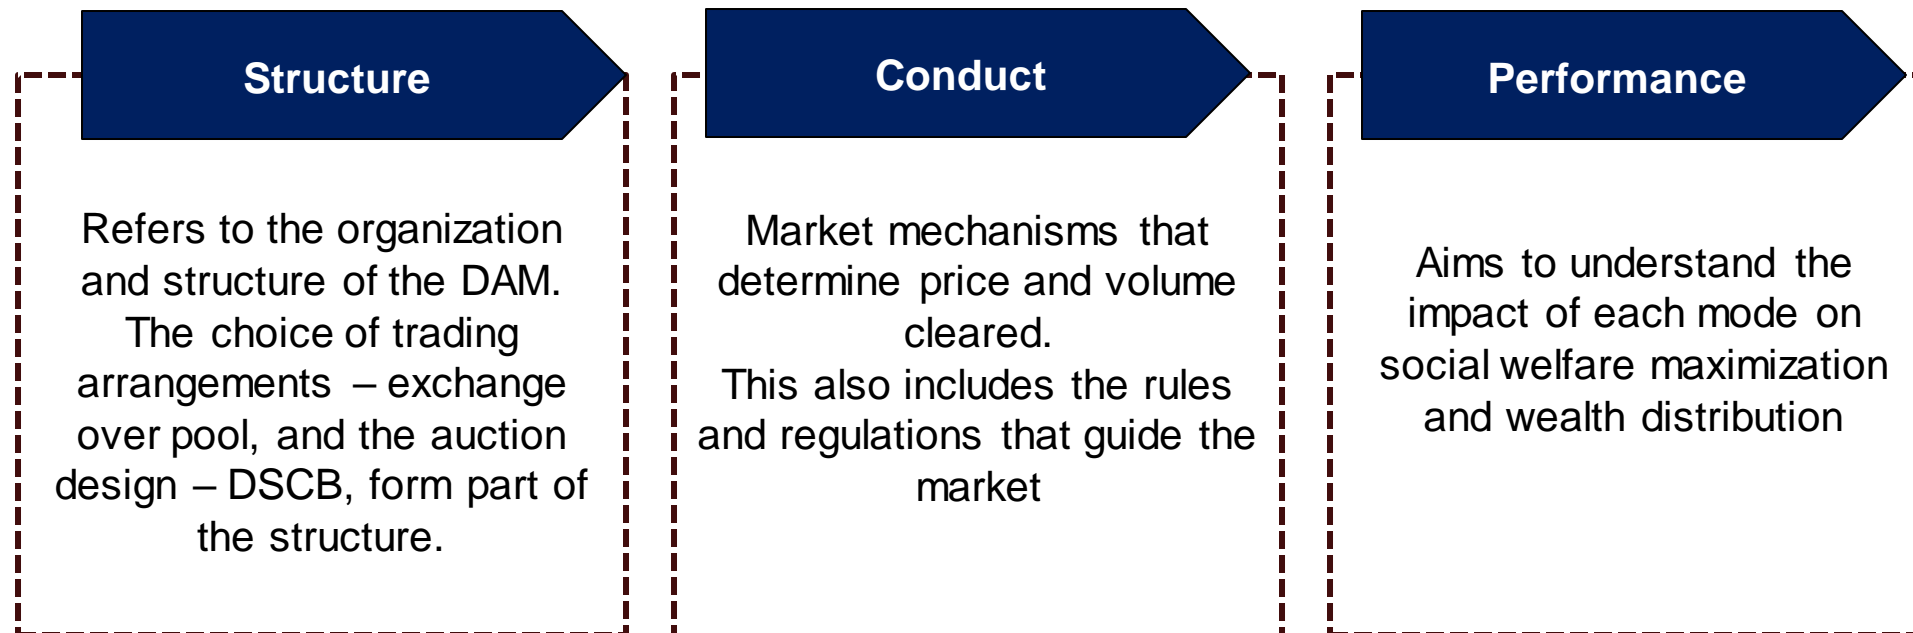 Structure
Refers to the organization
and structure of the DAM.
The choice of trading
arrangements – exchange
over pool, and the auction
design – DSCB, form part of
the structure.
Conduct
Market mechanisms that
determine price and volume
cleared.
This also includes the rules
and regulations that guide the
market
Performance
Aims to understand the
impact of each mode on
social welfare maximization
and wealth distribution